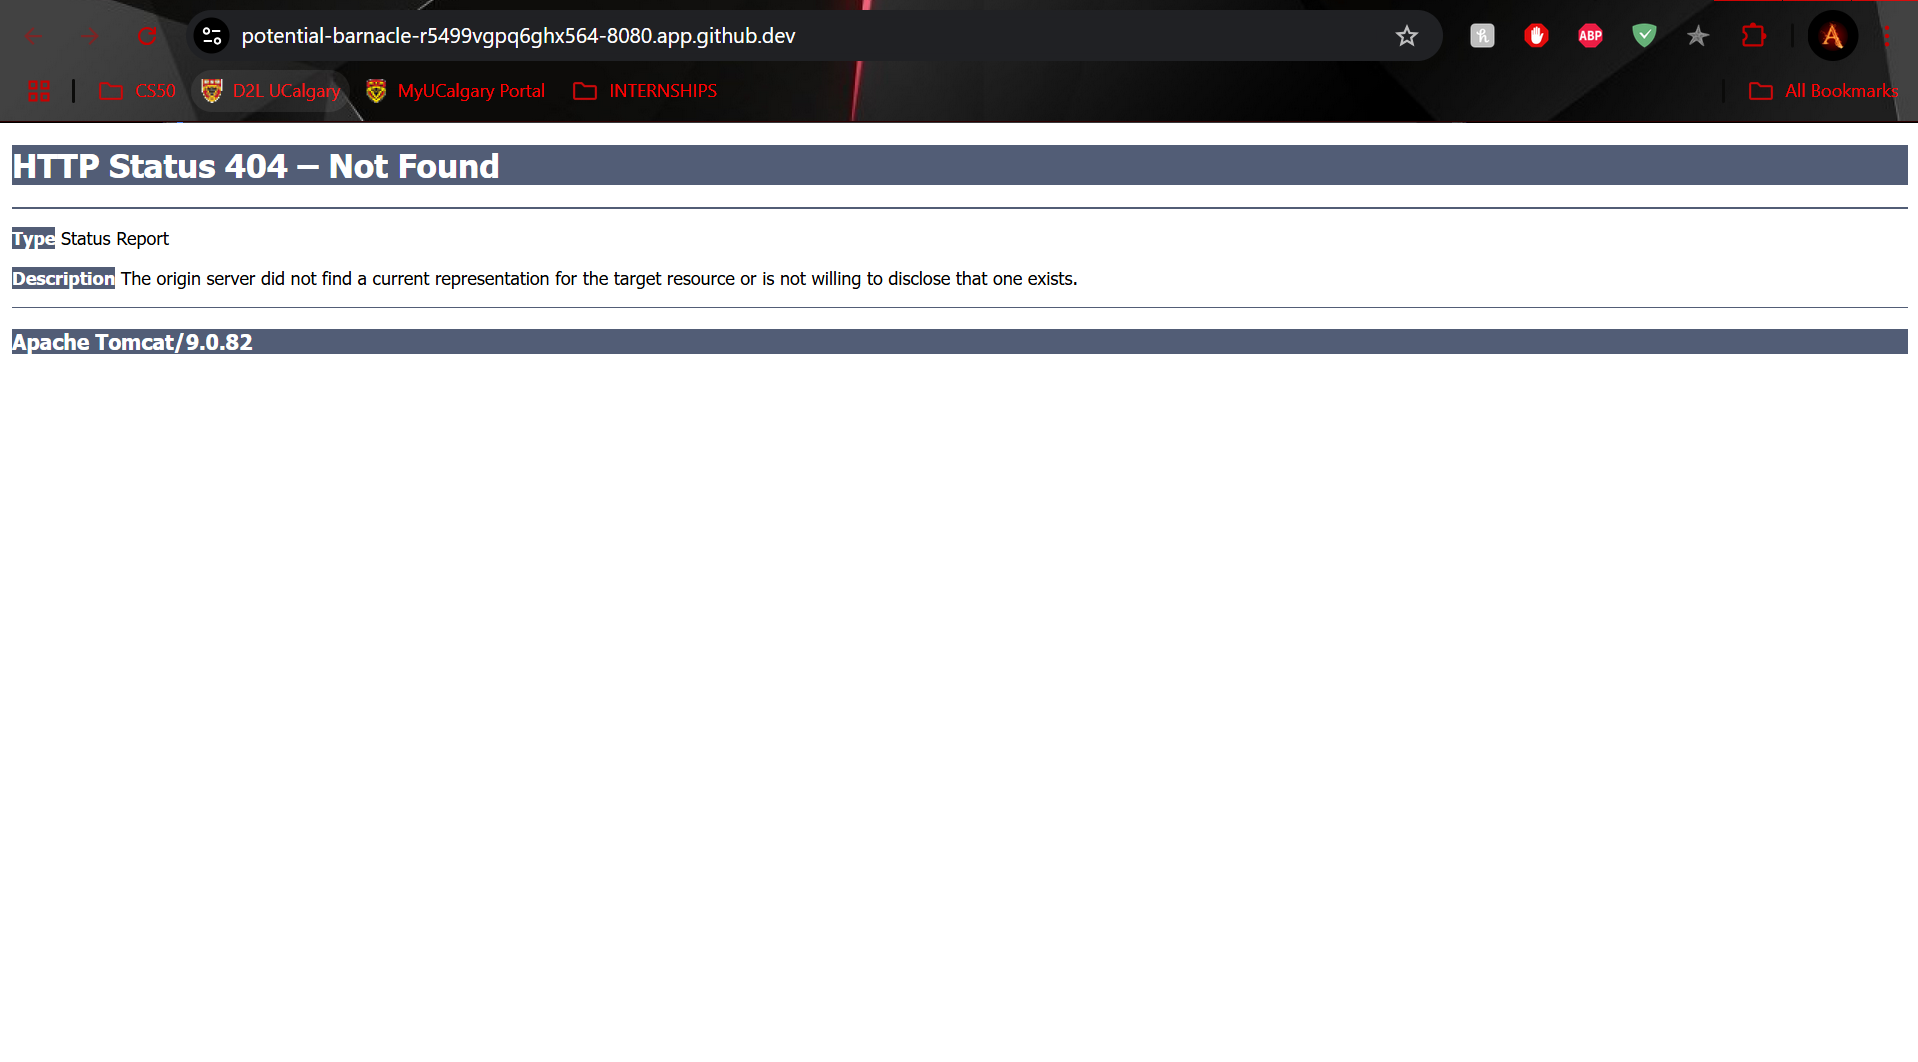 potential-barnacle-r5499vgpq6ghx564-8080.app.github.dev
ABP
A
CS50
D2L UCalgary
MyUCalgary Portal
INTERNSHIPS
All Bookmarks
HTTP Status 404 – Not Found
Type Status Report
Description The origin server did not find a current representation for the target resource or is not willing to disclose that one exists.
Apache Tomcat/9.0.82